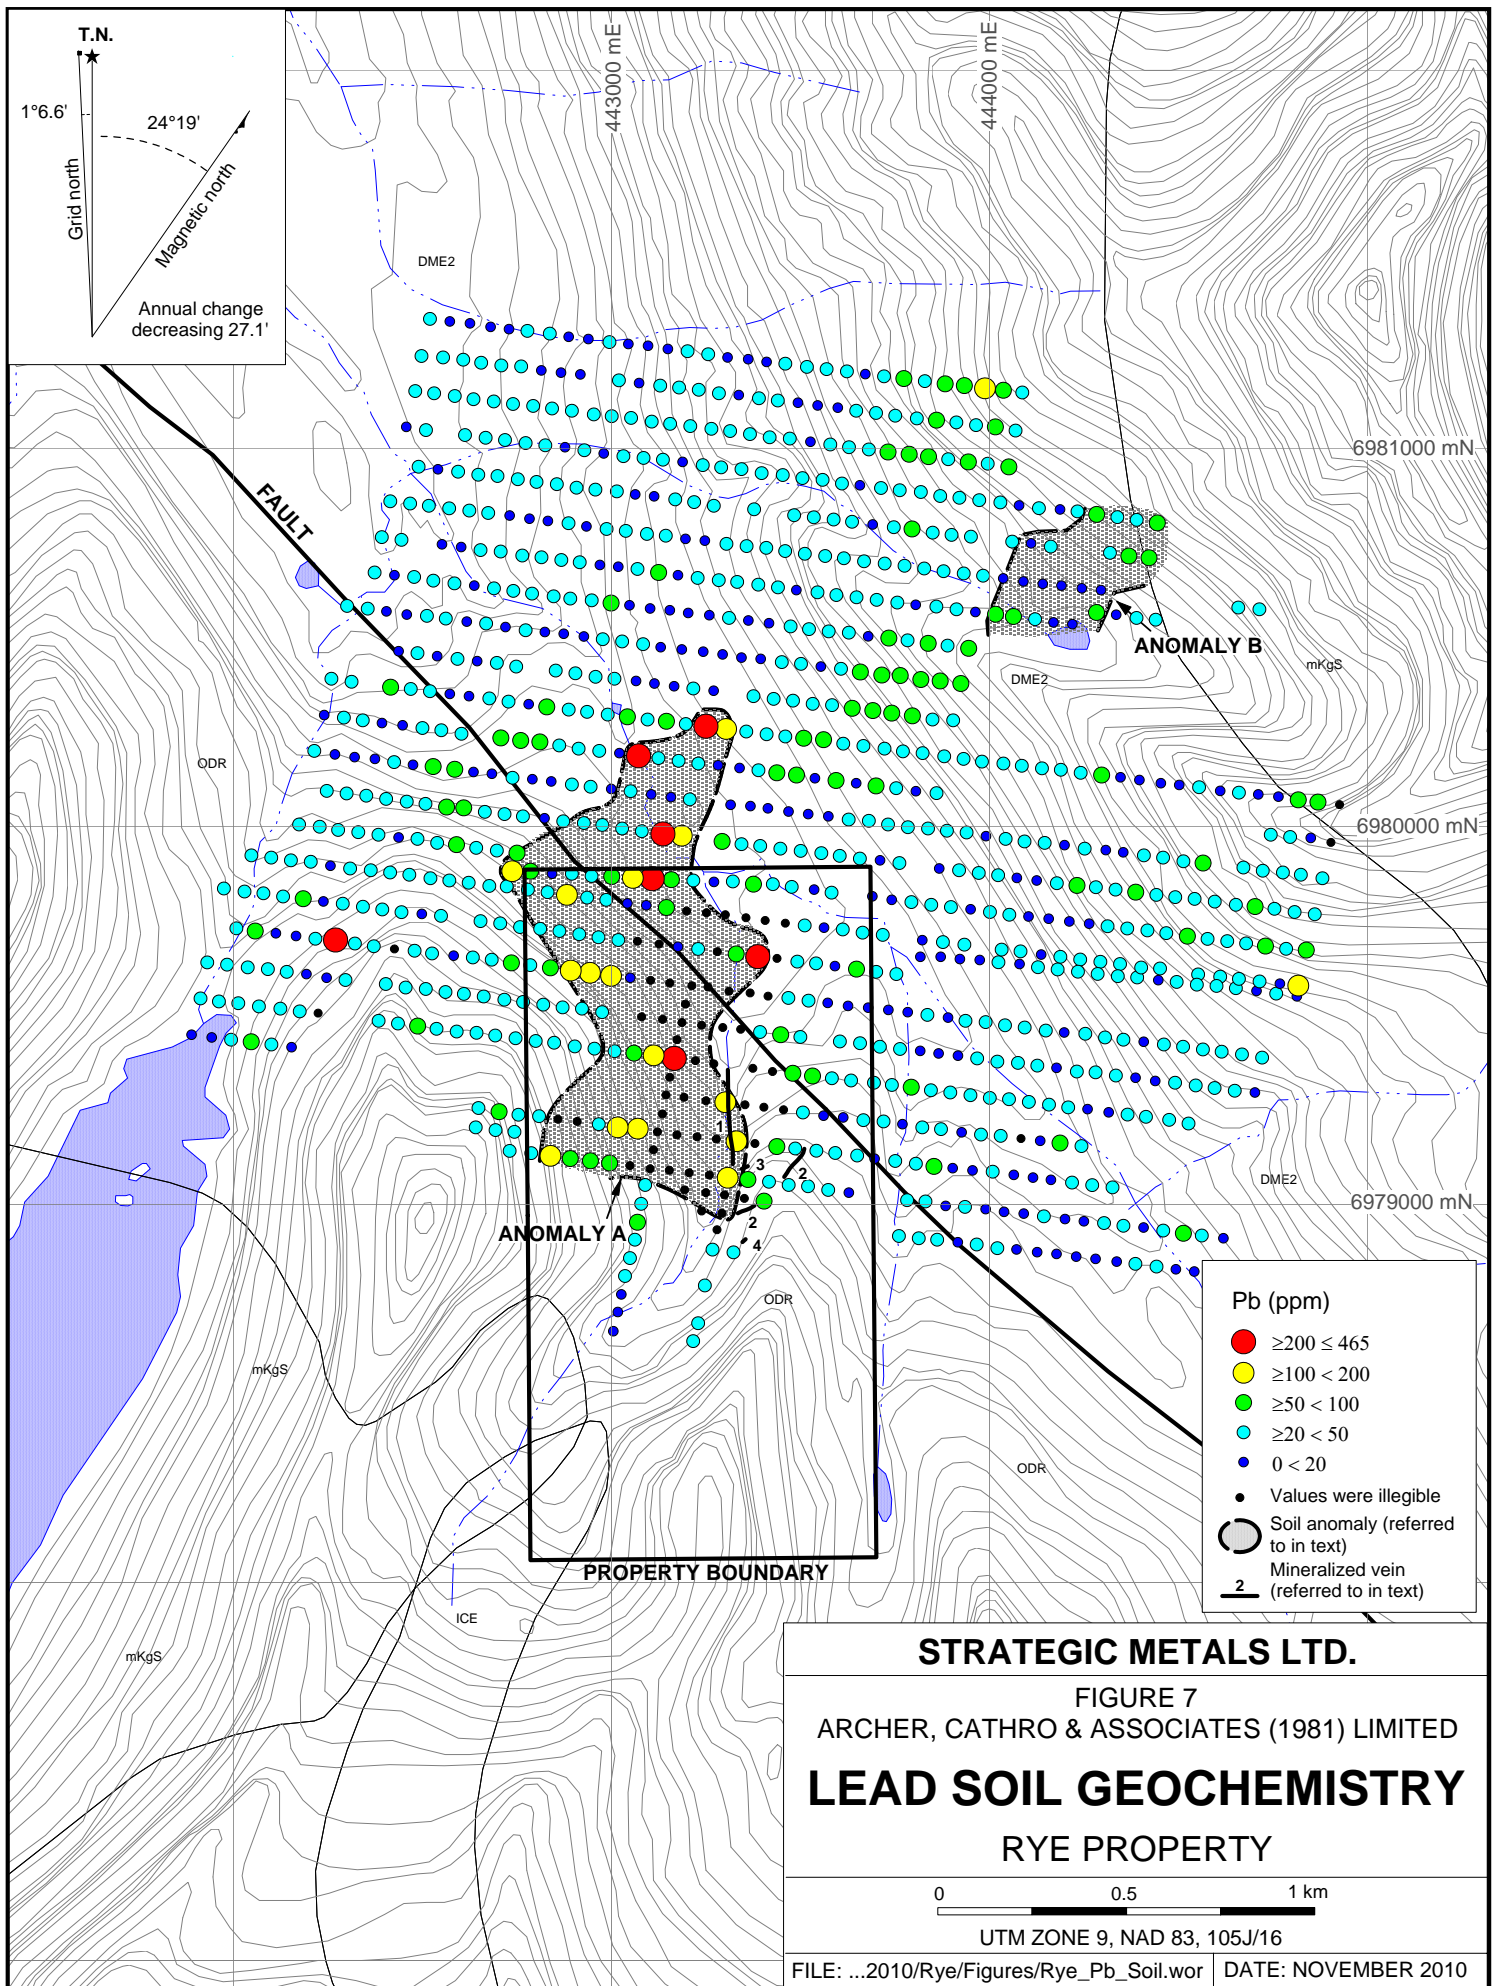 T.N.
1°6.6'
24°19'
Grid north
Magnetic north
Annual change
decreasing 27.1'
443000 mE
444000 mE
DME2
6981000 mN
FAULT
ANOMALY B
mKgS
DME2
ODR
6980000 mN
1
3
2
DME2
6979000 mN
ANOMALY A
2
4
ODR
mKgS
ODR
PROPERTY BOUNDARY
ICE
mKgS
Pb (ppm)
≥200 ≤ 465
≥100 < 200
≥50 < 100
≥20 < 50
0 < 20
Values were illegible
Soil anomaly (referred
to in text)
Mineralized vein
2 (referred to in text)
STRATEGIC METALS LTD.
FIGURE 7
ARCHER, CATHRO & ASSOCIATES (1981) LIMITED
LEAD SOIL GEOCHEMISTRY
RYE PROPERTY
0 0.5 1 km
UTM ZONE 9, NAD 83, 105J/16
FILE: ...2010/Rye/Figures/Rye_Pb_Soil.wor DATE: NOVEMBER 2010